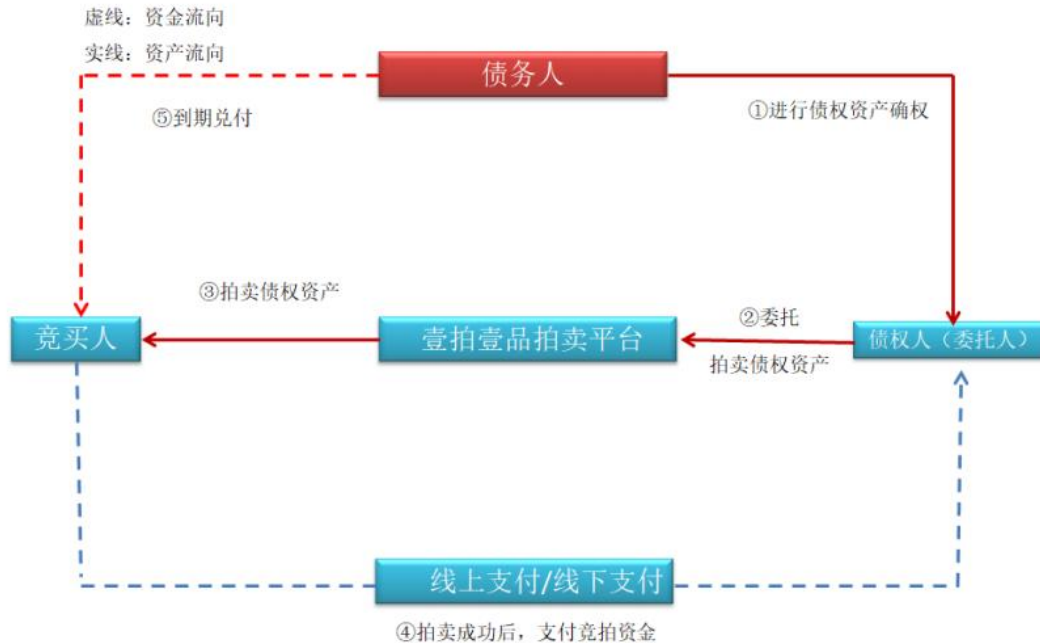 虚线：资金流向
实线：资产流向
债务人
①进行债权资产确权
⑤到期兑付
③拍卖债权资产
②委托
竞买人
壹拍壹品拍卖平台
债权人（委托人）
拍卖债权资产
线上支付/线下支付
④拍卖成功后，支付竞拍资金